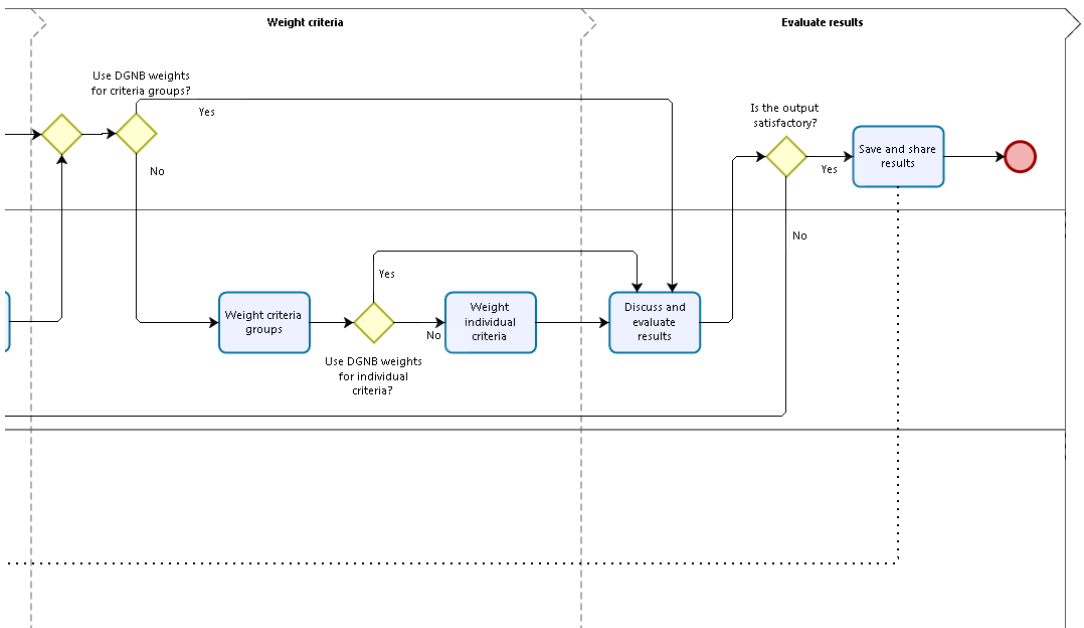 Weight criteria
Evaluate results
Use DGNB weights
for criteria groups?
Yes
No
Is the output
satisfactory?
Yes
No
Save and share
results
Weight criteria
groups
Yes
No
Use DGNB weights
for individual
criteria?
Weight
individual
criteria
Discuss and
evaluate
results